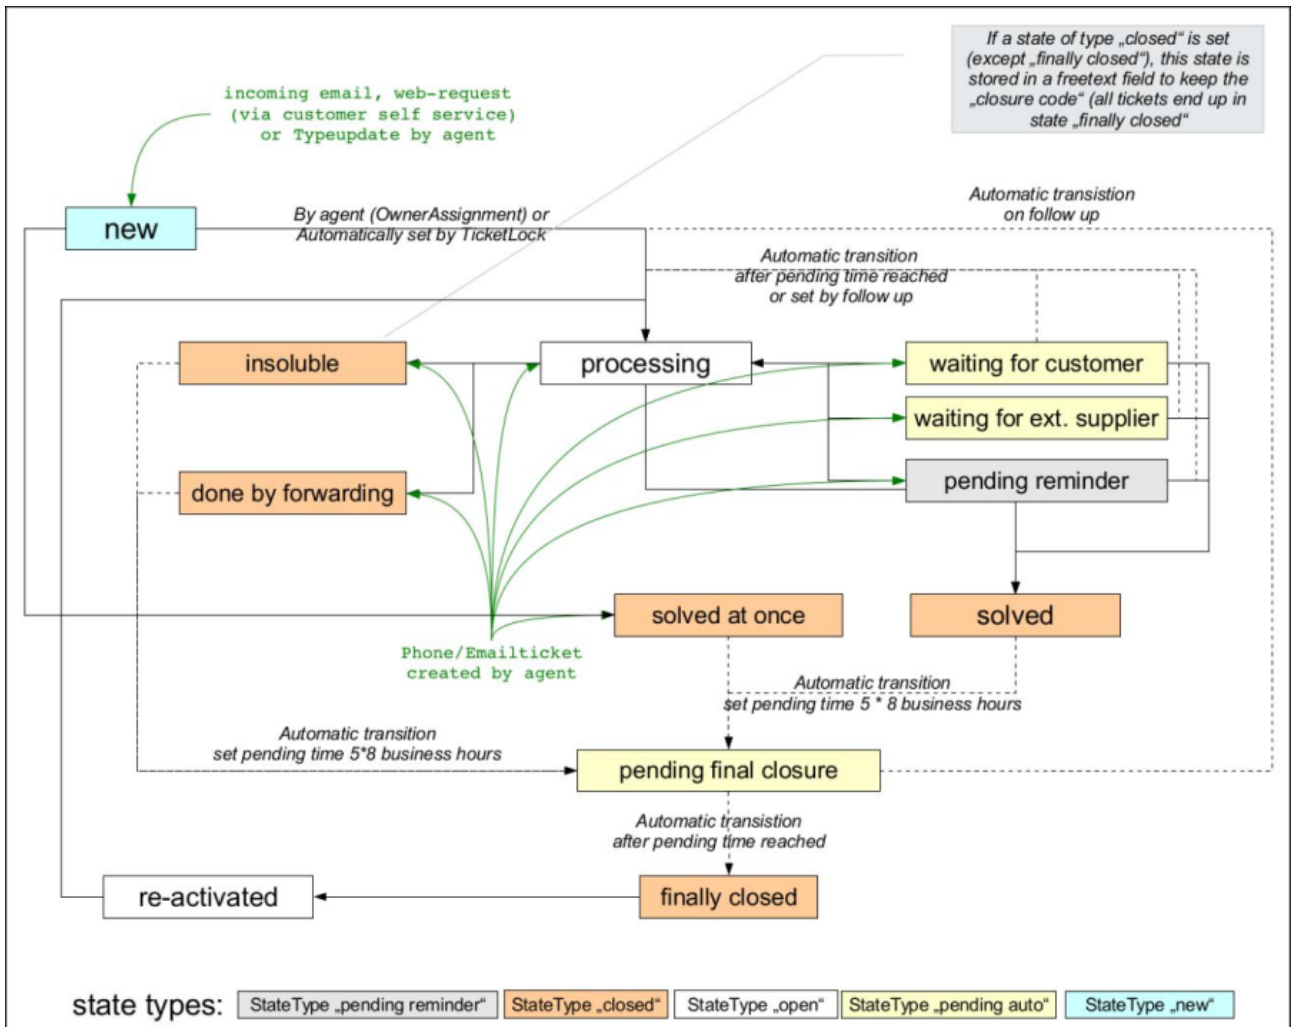 If a state of type „closed“ is set
(except „finally closed“), this state is
stored in a freetext field to keep the
„closure code“ (all tickets end up in
state „finally closed“
incoming email, web-request
(via customer self service)
or Typeupdate by agent
new
By agent (OwnerAssignment) or
Automatically set by TicketLock
Automatic transistion
on follow up
Automatic transition
after pending time reached
or set by follow up
insoluble
processing
waiting for customer
waiting for ext. supplier
done by forwarding
pending reminder
solved at once
solved
Phone/Emailticket
created by agent
Automatic transition
set pending time 5 * 8 business hours
Automatic transition
set pending time 5*8 business hours
pending final closure
Automatic transistion
after pending time reached
re-activated
finally closed
state types:
StateType „pending reminder“
StateType „closed“
StateType „open“
StateType „pending auto“
StateType „new“